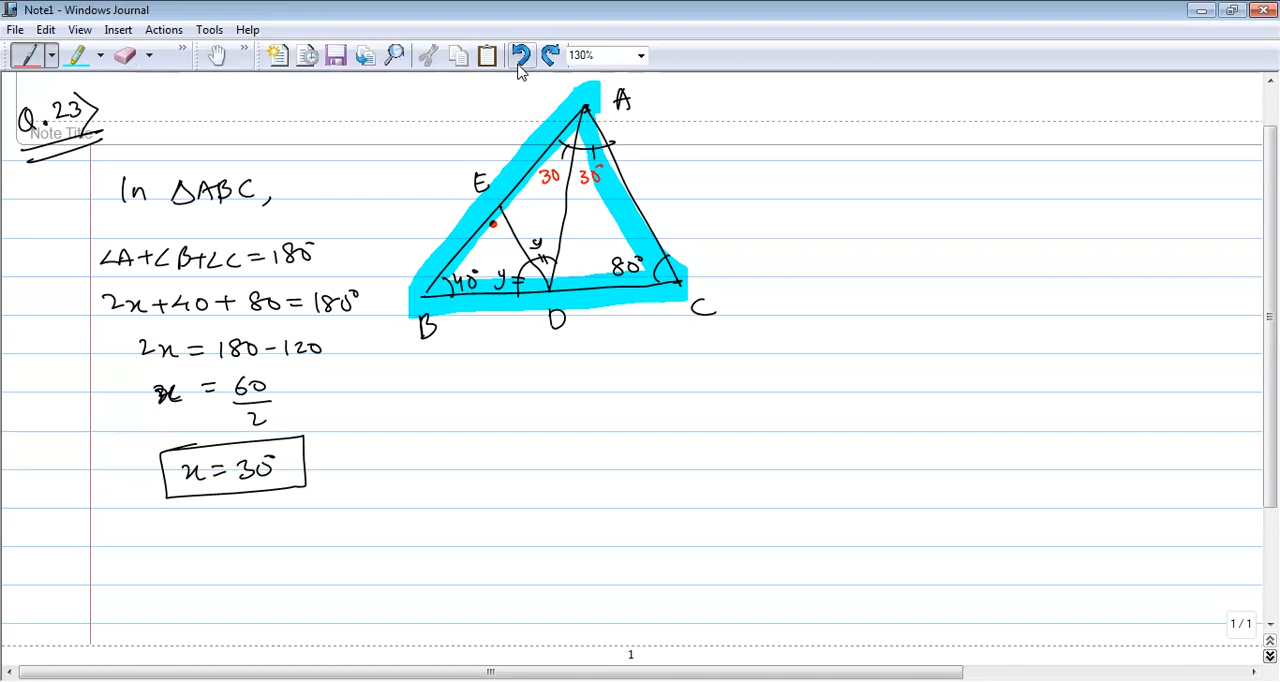 Note1 - Windows Journal
File Edit View Insert Actions Tools Help
130%
Q.23
Note Title
In △ABC,
∠A+∠B+∠C=180°
2x+40+80=180°
2x = 180-120
x = 60/2
x=30°
A
E
30 30°
y
40° y 80°
B D C
1 / 1
1